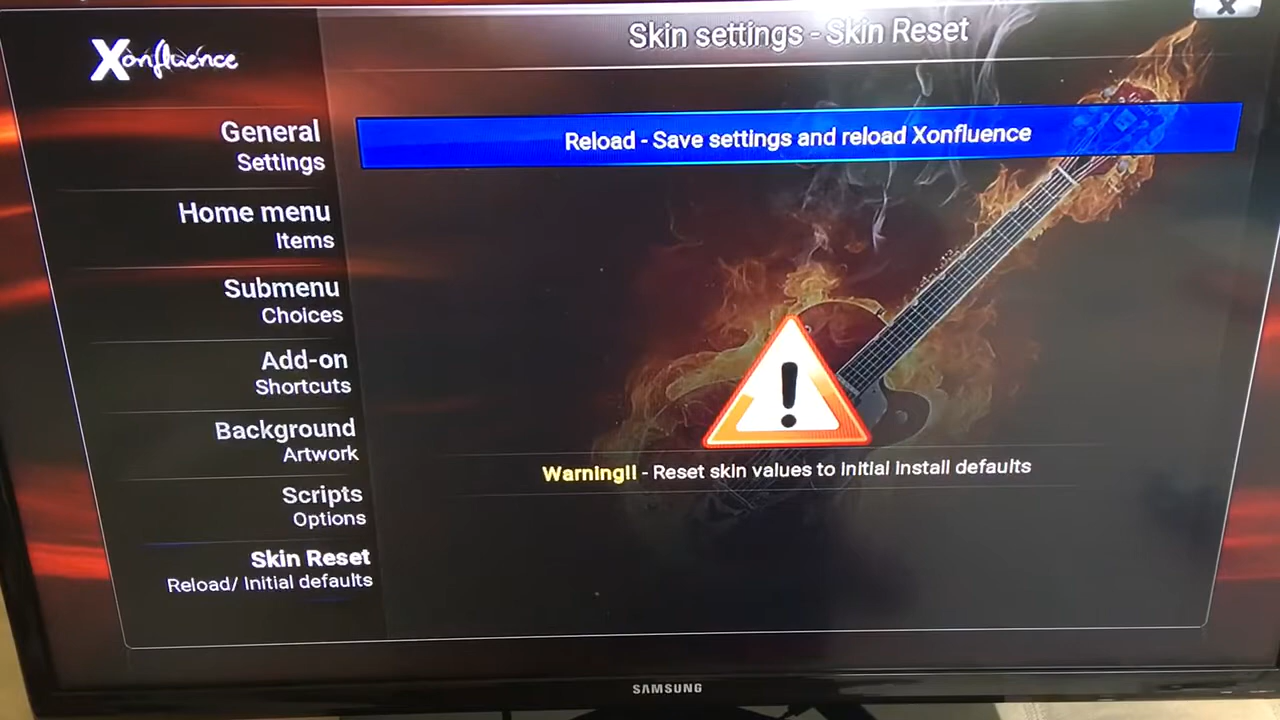 Skin settings - Skin Reset
Xonfluence
General
Settings
Home menu
Items
Submenu
Choices
Add-on
Shortcuts
Background
Artwork
Scripts
Options
Skin Reset
Reload/ Initial defaults
Reload - Save settings and reload Xonfluence
Warning!! - Reset skin values to initial install defaults
SAMSUNG